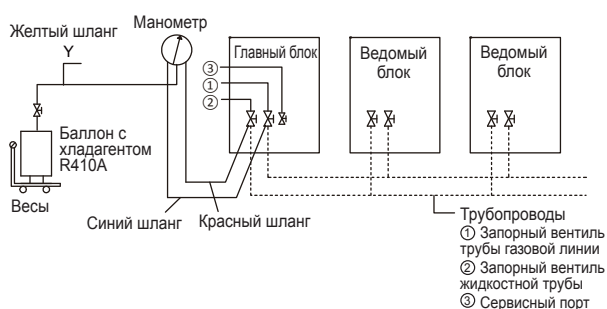 Желтый шланг
Y
Манометр
Главный блок
③
①
②
Ведомый
блок
Ведомый
блок
Баллон с
хладагентом
R410A
Весы
Синий шланг
Красный шланг
Трубопроводы
① Запорный вентиль
трубы газовой линии
② Запорный вентиль
жидкостной трубы
③ Сервисный порт